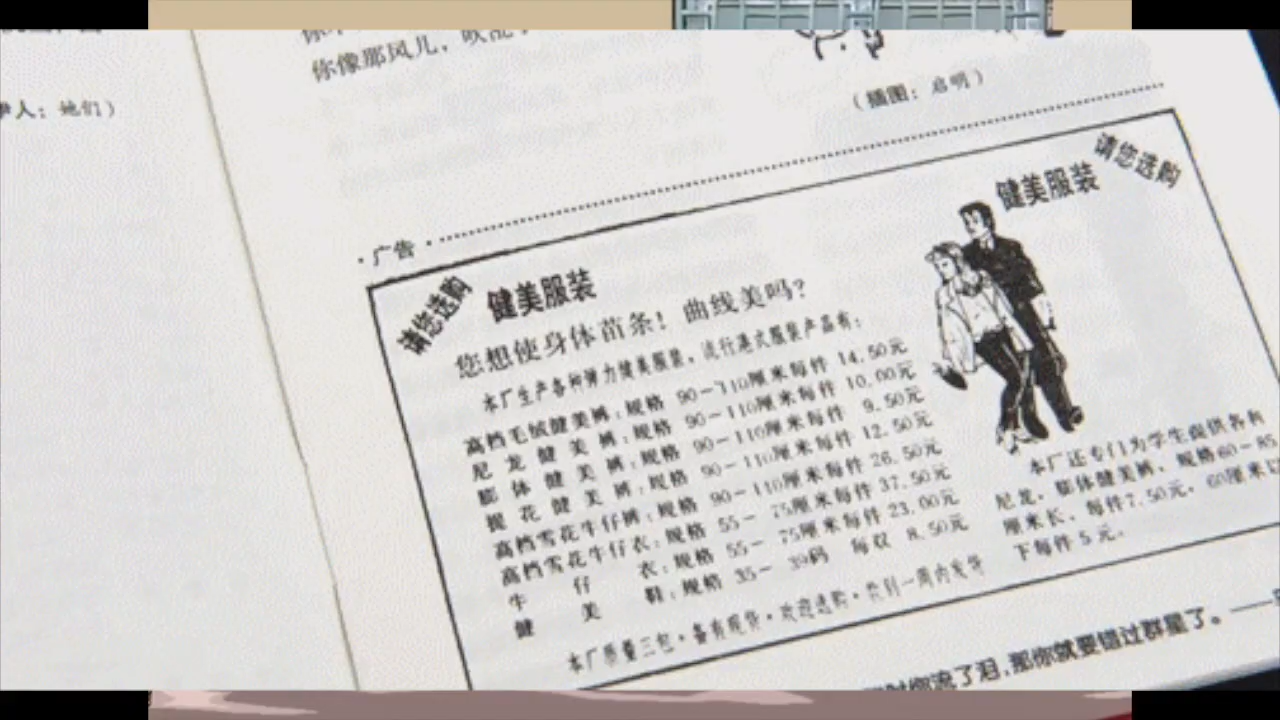 你像那风儿，吹乱
（插图：启明）
人：她们）
·广告·
请您选购
健美服装
健美服装
请您选购
您想使身体苗条！曲线美吗？
本厂生产各种弹力健美服装，流行港式服装产品有：
高档毛绒健美裤：规格 90－110厘米每件 14.50元
尼龙健美裤：规格 90－110厘米每件 10.00元
膨体健美裤：规格 90－110厘米每件 9.50元
提花健美裤：规格 90－110厘米每件 12.50元
高档雪花牛仔裤：规格 90－110厘米每件 26.50元
高档雪花牛仔衣：规格 55－75厘米每件 37.50元
牛仔衣：规格 55－75厘米每件 23.00元
健美鞋：规格 35－39码 每双 8.50元
本厂质量三包·备有现货·欢迎选购·款到一周内发货
本厂还专门为学生提供各种
尼龙、膨体健美裤，规格60－85
厘米长，每件7.50元，60厘米以
下每件5元。
流了泪，那你就要错过群星了。——